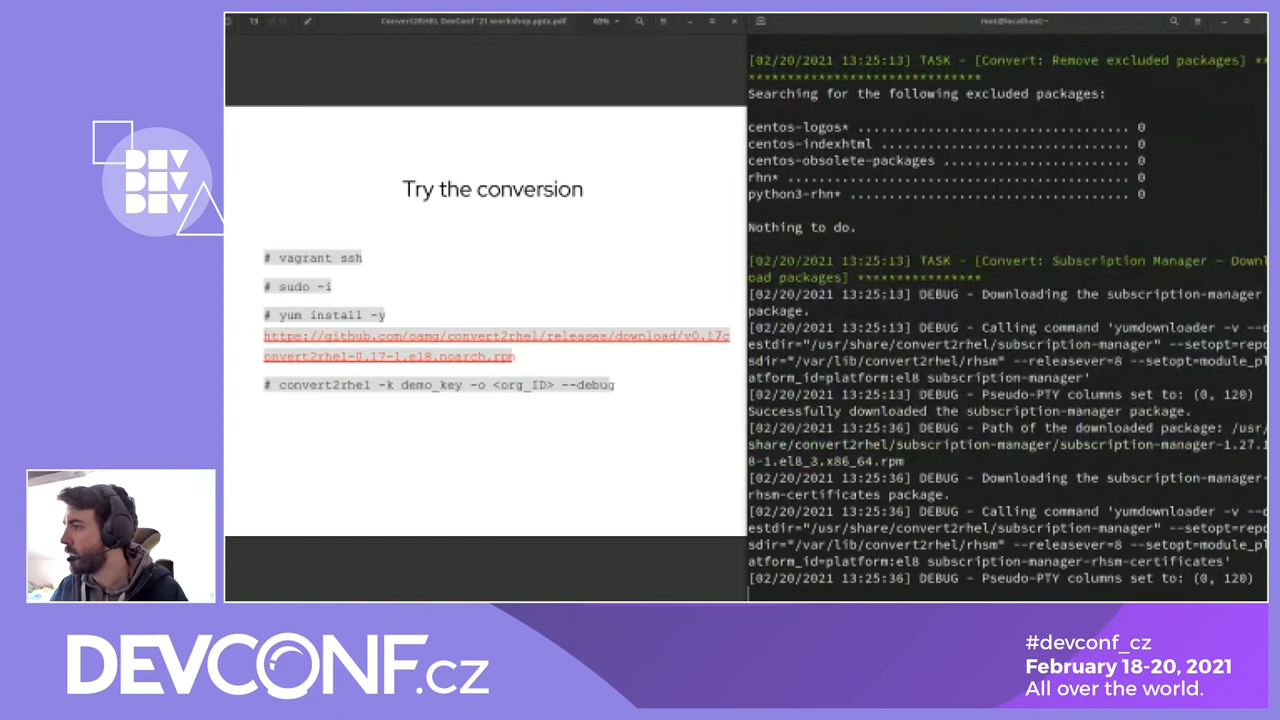 13
Convert2RHEL DevConf '21 workshop.pptx.pdf
69%
root@localhost:~
DEV
DEV
DEV
Try the conversion
# vagrant ssh
# sudo -i
# yum install -y
https://github.com/oamg/convert2rhel/releases/download/v0.17c
onvert2rhel-0.17-1.el8.noarch.rpm
# convert2rhel -k demo_key -o <org_ID> --debug
[02/20/2021 13:25:13] TASK - [Convert: Remove excluded packages] **
******************************
Searching for the following excluded packages:
centos-logos* ................................... 0
centos-indexhtml ................................. 0
centos-obsolete-packages ........................ 0
rhn* ............................................. 0
python3-rhn* .................................... 0
Nothing to do.
[02/20/2021 13:25:13] TASK - [Convert: Subscription Manager - Downl
oad packages] ****************
[02/20/2021 13:25:13] DEBUG - Downloading the subscription-manager
package.
[02/20/2021 13:25:13] DEBUG - Calling command 'yumdownloader -v --d
estdir="/usr/share/convert2rhel/subscription-manager" --setopt=repo
sdir="/var/lib/convert2rhel/rhsm" --releasever=8 --setopt=module_pl
atform_id=platform:el8 subscription-manager'
[02/20/2021 13:25:13] DEBUG - Pseudo-PTY columns set to: (0, 120)
Successfully downloaded the subscription-manager package.
[02/20/2021 13:25:36] DEBUG - Path of the downloaded package: /usr/
share/convert2rhel/subscription-manager/subscription-manager-1.27.1
8-1.el8_3.x86_64.rpm
[02/20/2021 13:25:36] DEBUG - Downloading the subscription-manager-
rhsm-certificates package.
[02/20/2021 13:25:36] DEBUG - Calling command 'yumdownloader -v --d
estdir="/usr/share/convert2rhel/subscription-manager" --setopt=repo
sdir="/var/lib/convert2rhel/rhsm" --releasever=8 --setopt=module_pl
atform_id=platform:el8 subscription-manager-rhsm-certificates'
[02/20/2021 13:25:36] DEBUG - Pseudo-PTY columns set to: (0, 120)
DEVCONF.cz
#devconf_cz
February 18-20, 2021
All over the world.